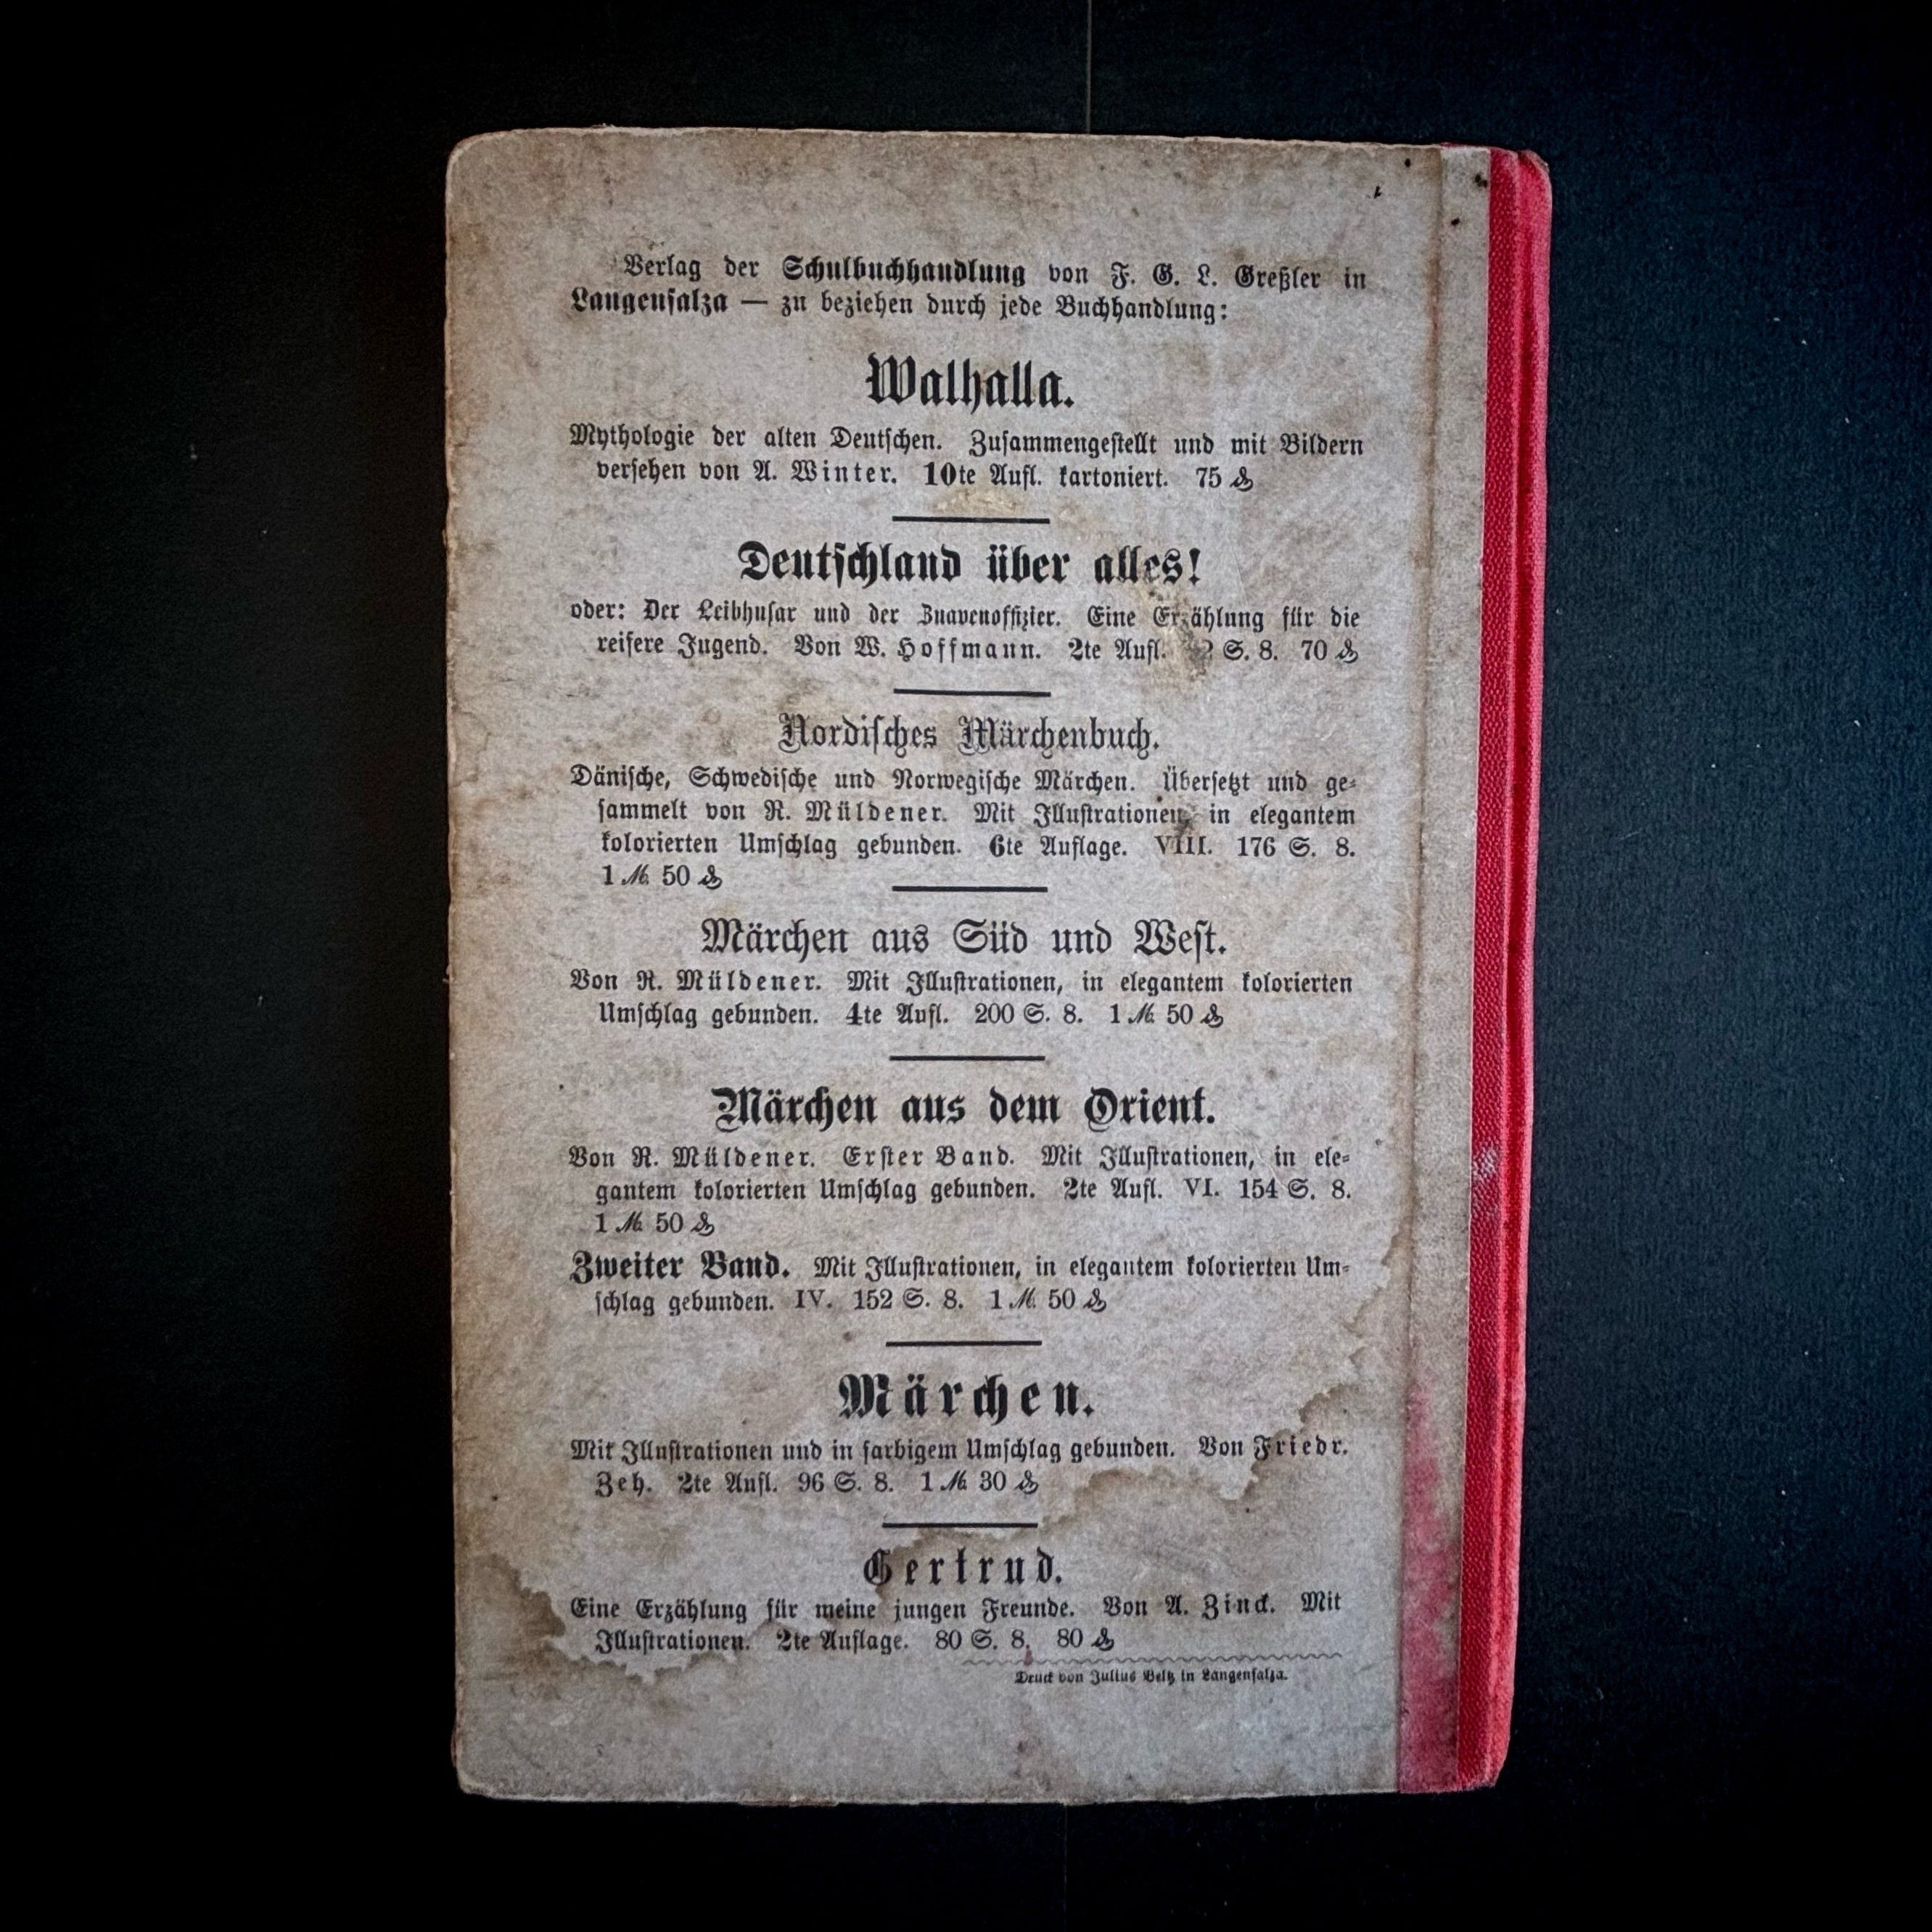 Verlag der Schulbuchhandlung von F. G. L. Greßler in
Langensalza — zu beziehen durch jede Buchhandlung:
Walhalla.
Mythologie der alten Deutschen. Zusammengestellt und mit Bildern
versehen von A. Winter. 10te Aufl. kartoniert. 75 ₰
Deutschland über alles!
oder: Der Leibhusar und der Zuavenoffizier. Eine Erzählung für die
reifere Jugend. Von W. Hoffmann. 2te Aufl. S. 8. 70 ₰
Nordisches Märchenbuch.
Dänische, Schwedische und Norwegische Märchen. Übersetzt und ge-
sammelt von R. Müldener. Mit Illustrationen, in elegantem
kolorierten Umschlag gebunden. 6te Auflage. VIII. 176 S. 8.
1 ℳ 50 ₰
Märchen aus Süd und West.
Von R. Müldener. Mit Illustrationen, in elegantem kolorierten
Umschlag gebunden. 4te Aufl. 200 S. 8. 1 ℳ 50 ₰
Märchen aus dem Orient.
Von R. Müldener. Erster Band. Mit Illustrationen, in ele-
gantem kolorierten Umschlag gebunden. 2te Aufl. VI. 154 S. 8.
1 ℳ 50 ₰
Zweiter Band. Mit Illustrationen, in elegantem kolorierten Um-
schlag gebunden. IV. 152 S. 8. 1 ℳ 50 ₰
Märchen.
Mit Illustrationen und in farbigem Umschlag gebunden. Von Friedr.
Zeh. 2te Aufl. 96 S. 8. 1 ℳ 30 ₰
Gertrud.
Eine Erzählung für meine jungen Freunde. Von A. Zinck. Mit
Illustrationen. 2te Auflage. 80 S. 8. 80 ₰
Druck von Julius Beltz in Langensalza.